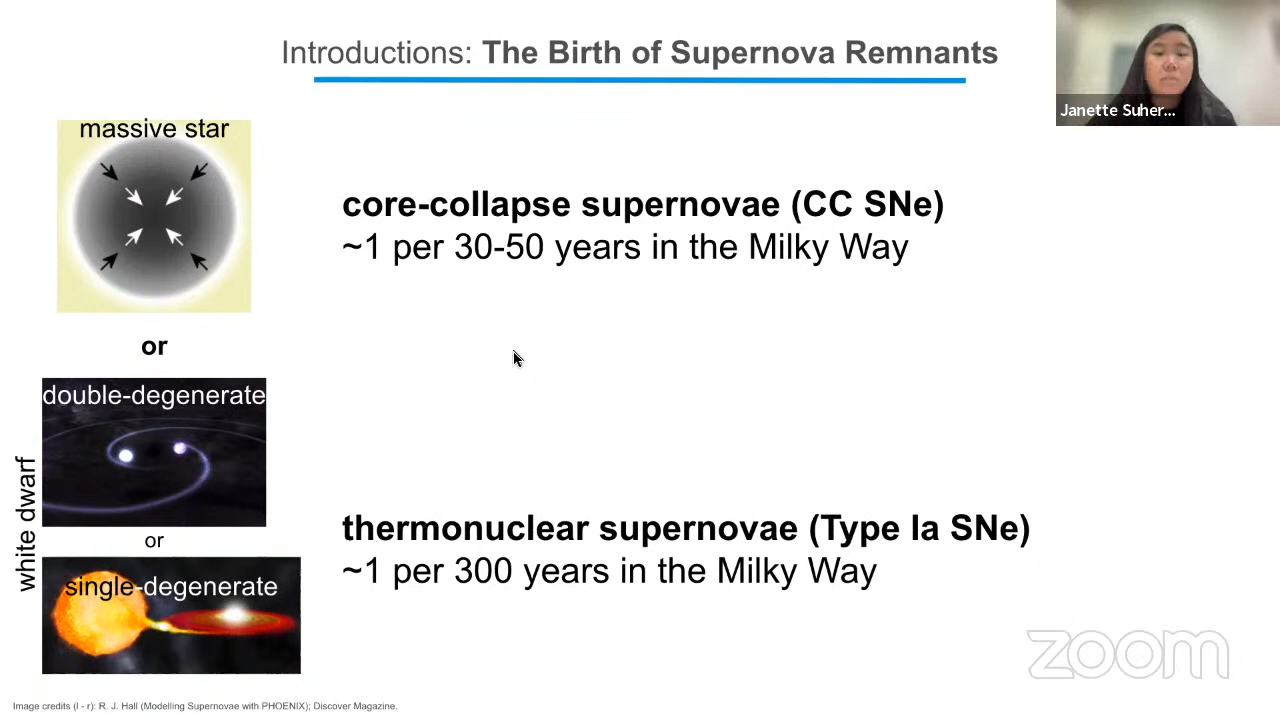 Introductions: The Birth of Supernova Remnants
Janette Suher...
massive star
core-collapse supernovae (CC SNe)
~1 per 30-50 years in the Milky Way
or
double-degenerate
white dwarf
or
single-degenerate
thermonuclear supernovae (Type Ia SNe)
~1 per 300 years in the Milky Way
zoom
Image credits (l - r): R. J. Hall (Modelling Supernovae with PHOENIX); Discover Magazine.